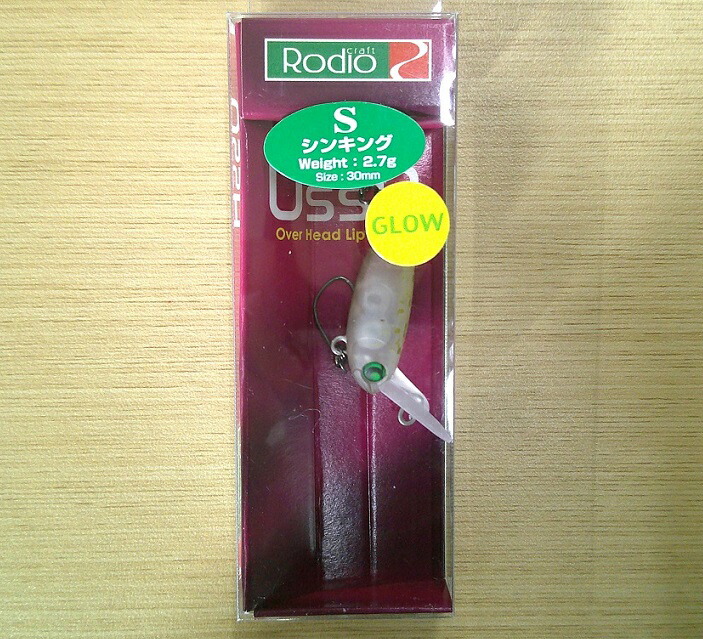 Rodio craft
S
シンキング
Weight : 2.7g
Size : 30mm
GLOW
Over Head Lip